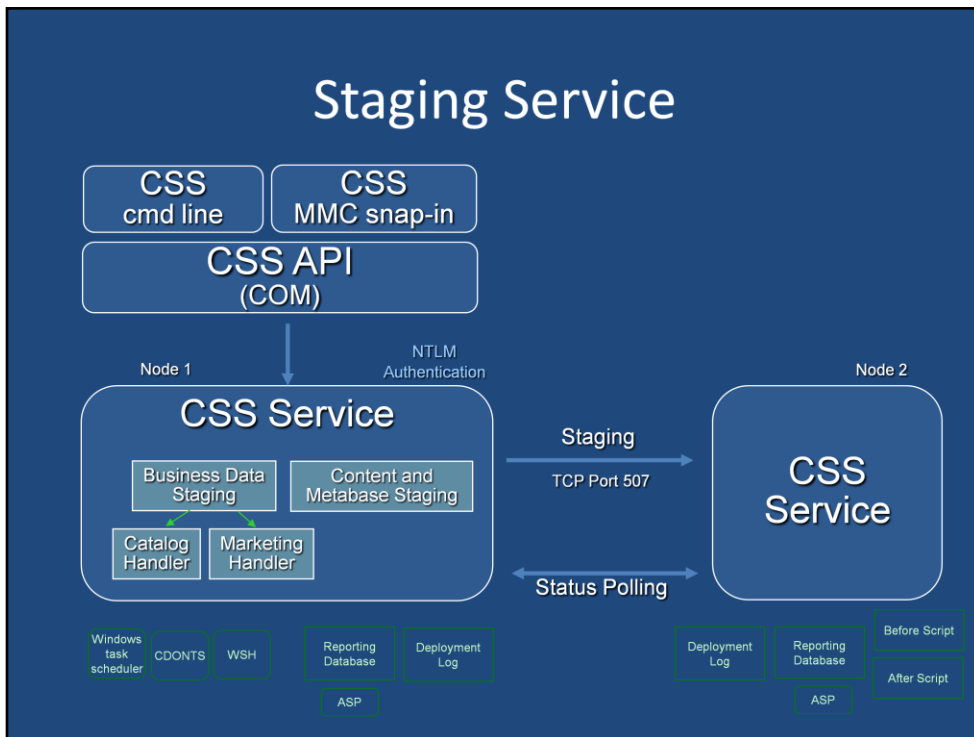 Staging Service
CSS
cmd line
CSS
MMC snap-in
CSS API
(COM)
NTLM
Authentication
Node 1
Node 2
CSS Service
Business Data
Staging
Content and
Metabase Staging
Catalog
Handler
Marketing
Handler
Staging
TCP Port 507
Status Polling
CSS
Service
Windows
task
scheduler
CDONTS
WSH
Reporting
Database
ASP
Deployment
Log
Deployment
Log
Reporting
Database
ASP
Before Script
After Script